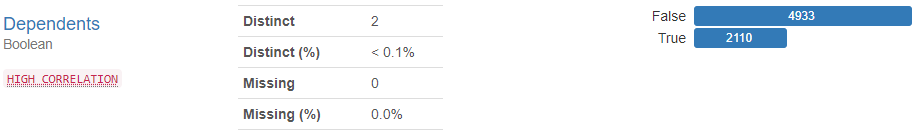 Dependents
Boolean
HIGH CORRELATION
Distinct 2
Distinct (%) < 0.1%
Missing 0
Missing (%) 0.0%
False 4933
True 2110